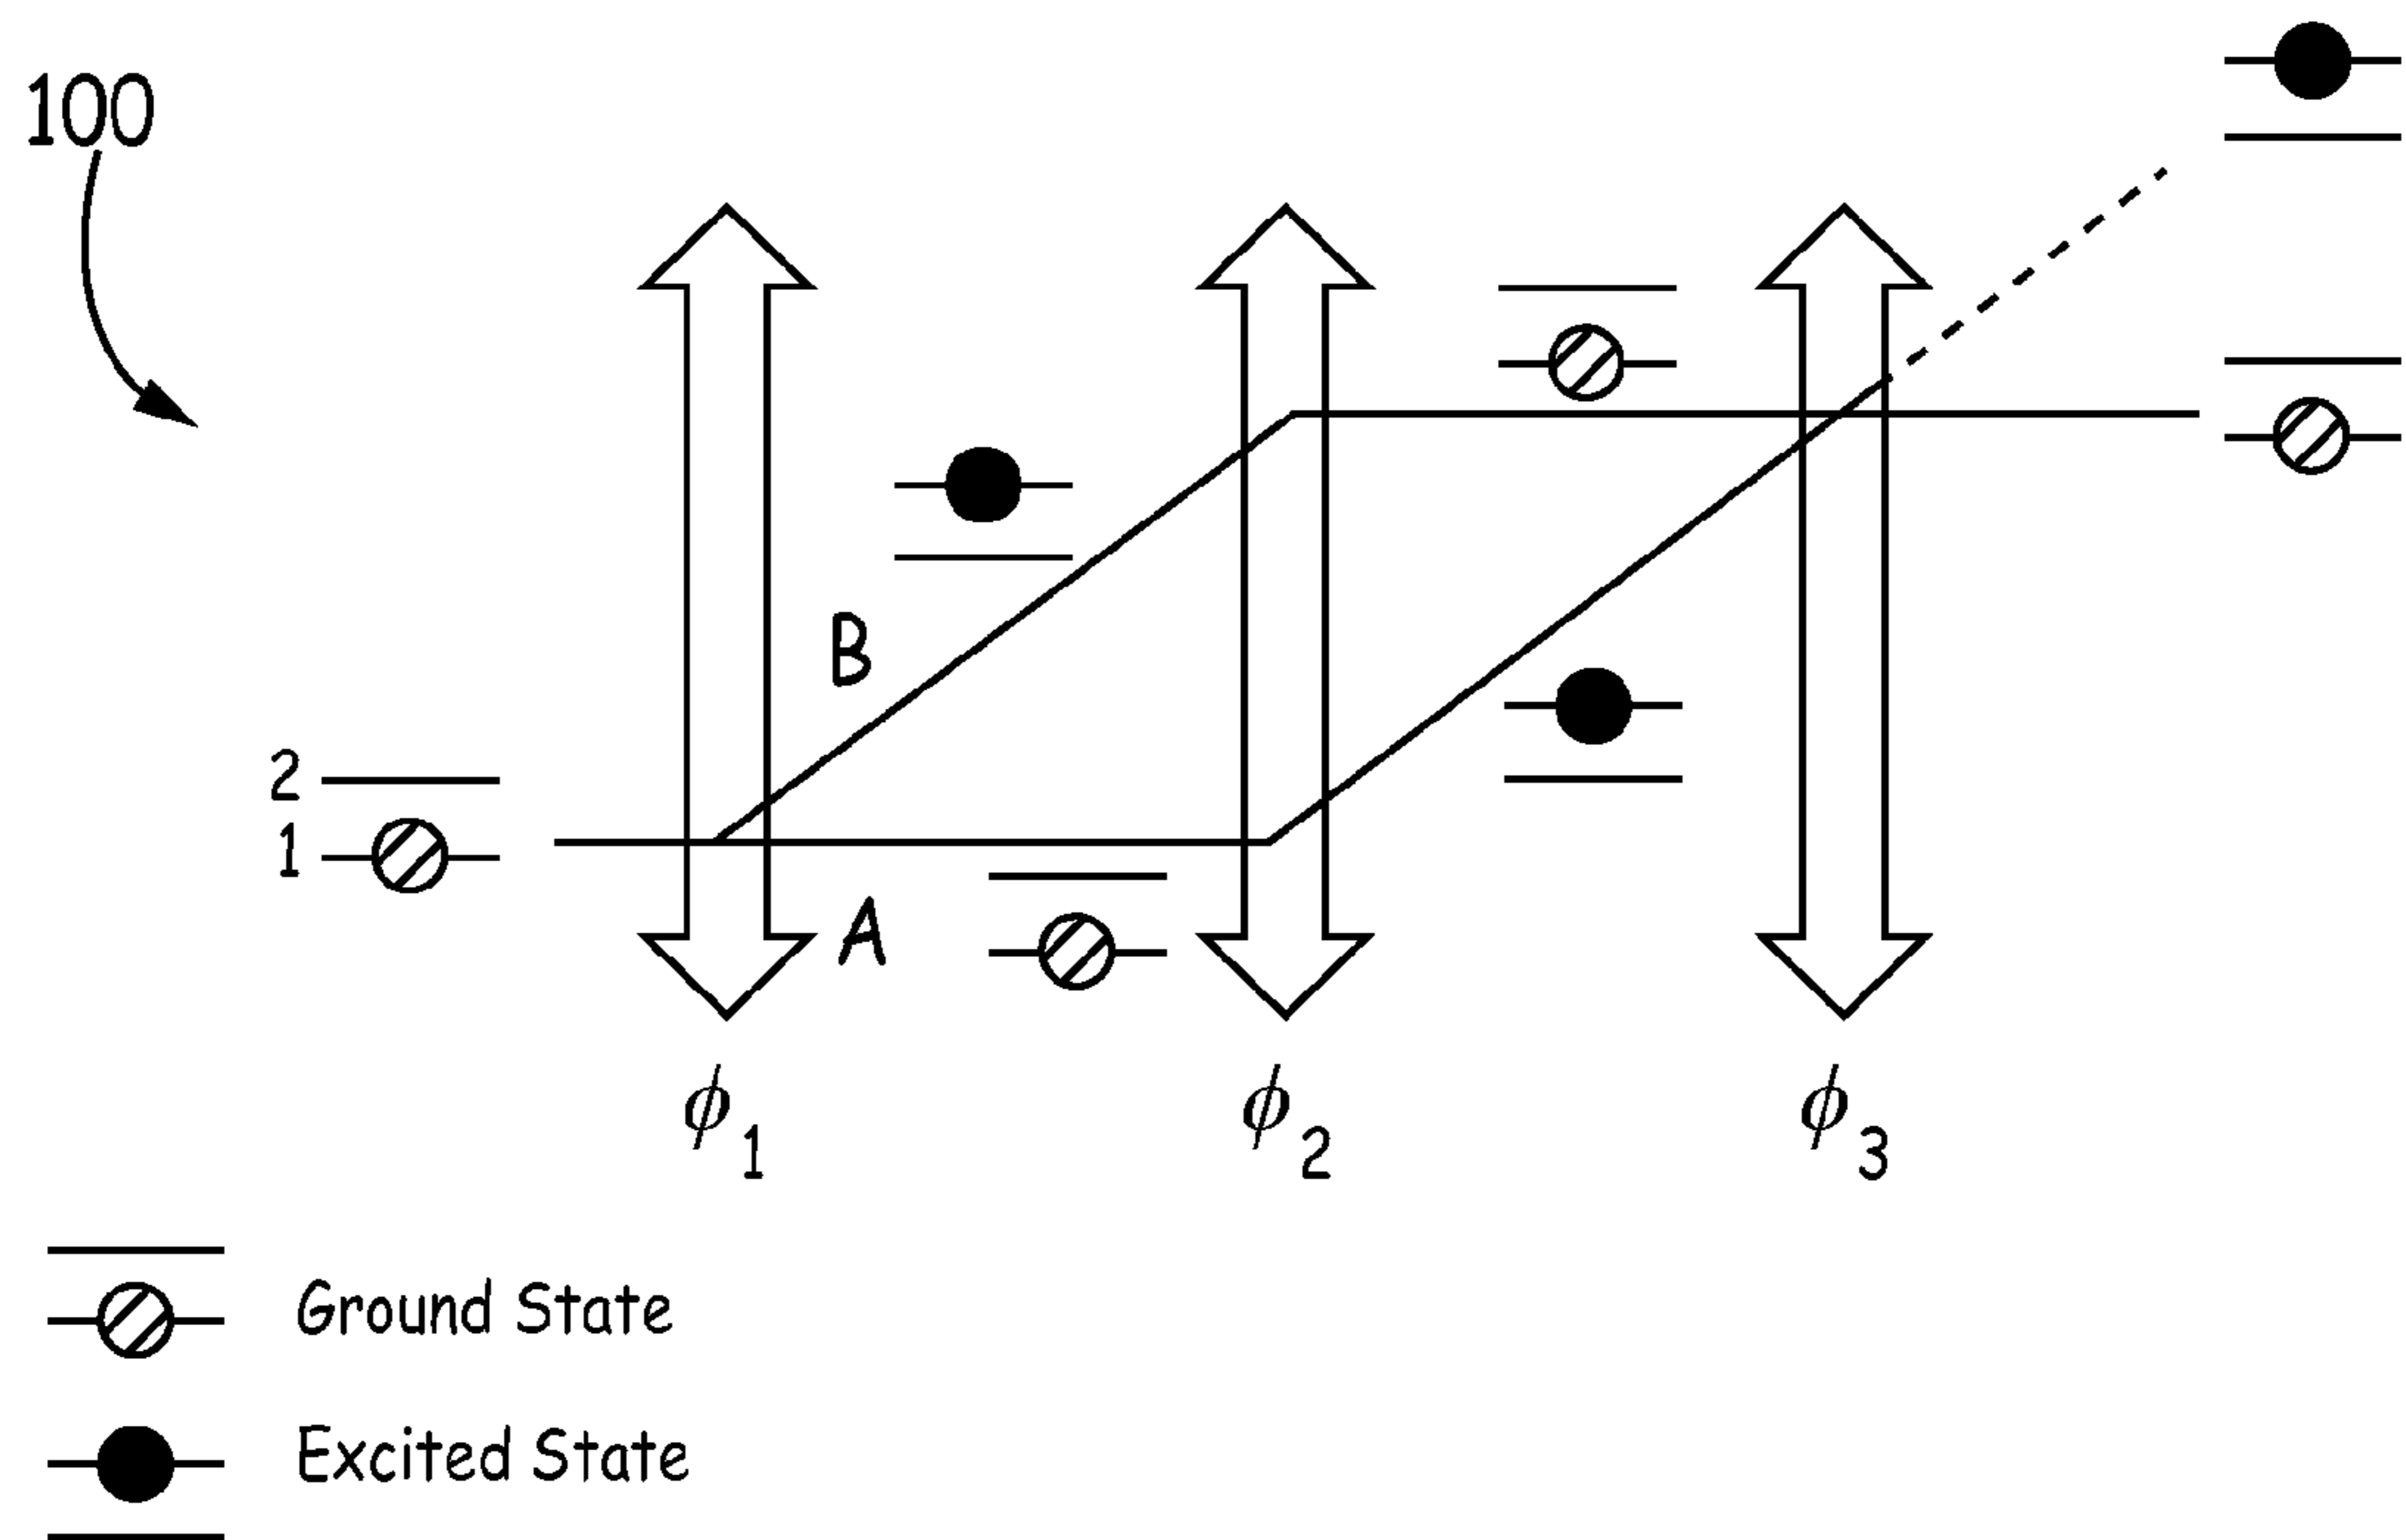 100
B
2
1
A
ϕ1 ϕ2 ϕ3
Ground State
Excited State